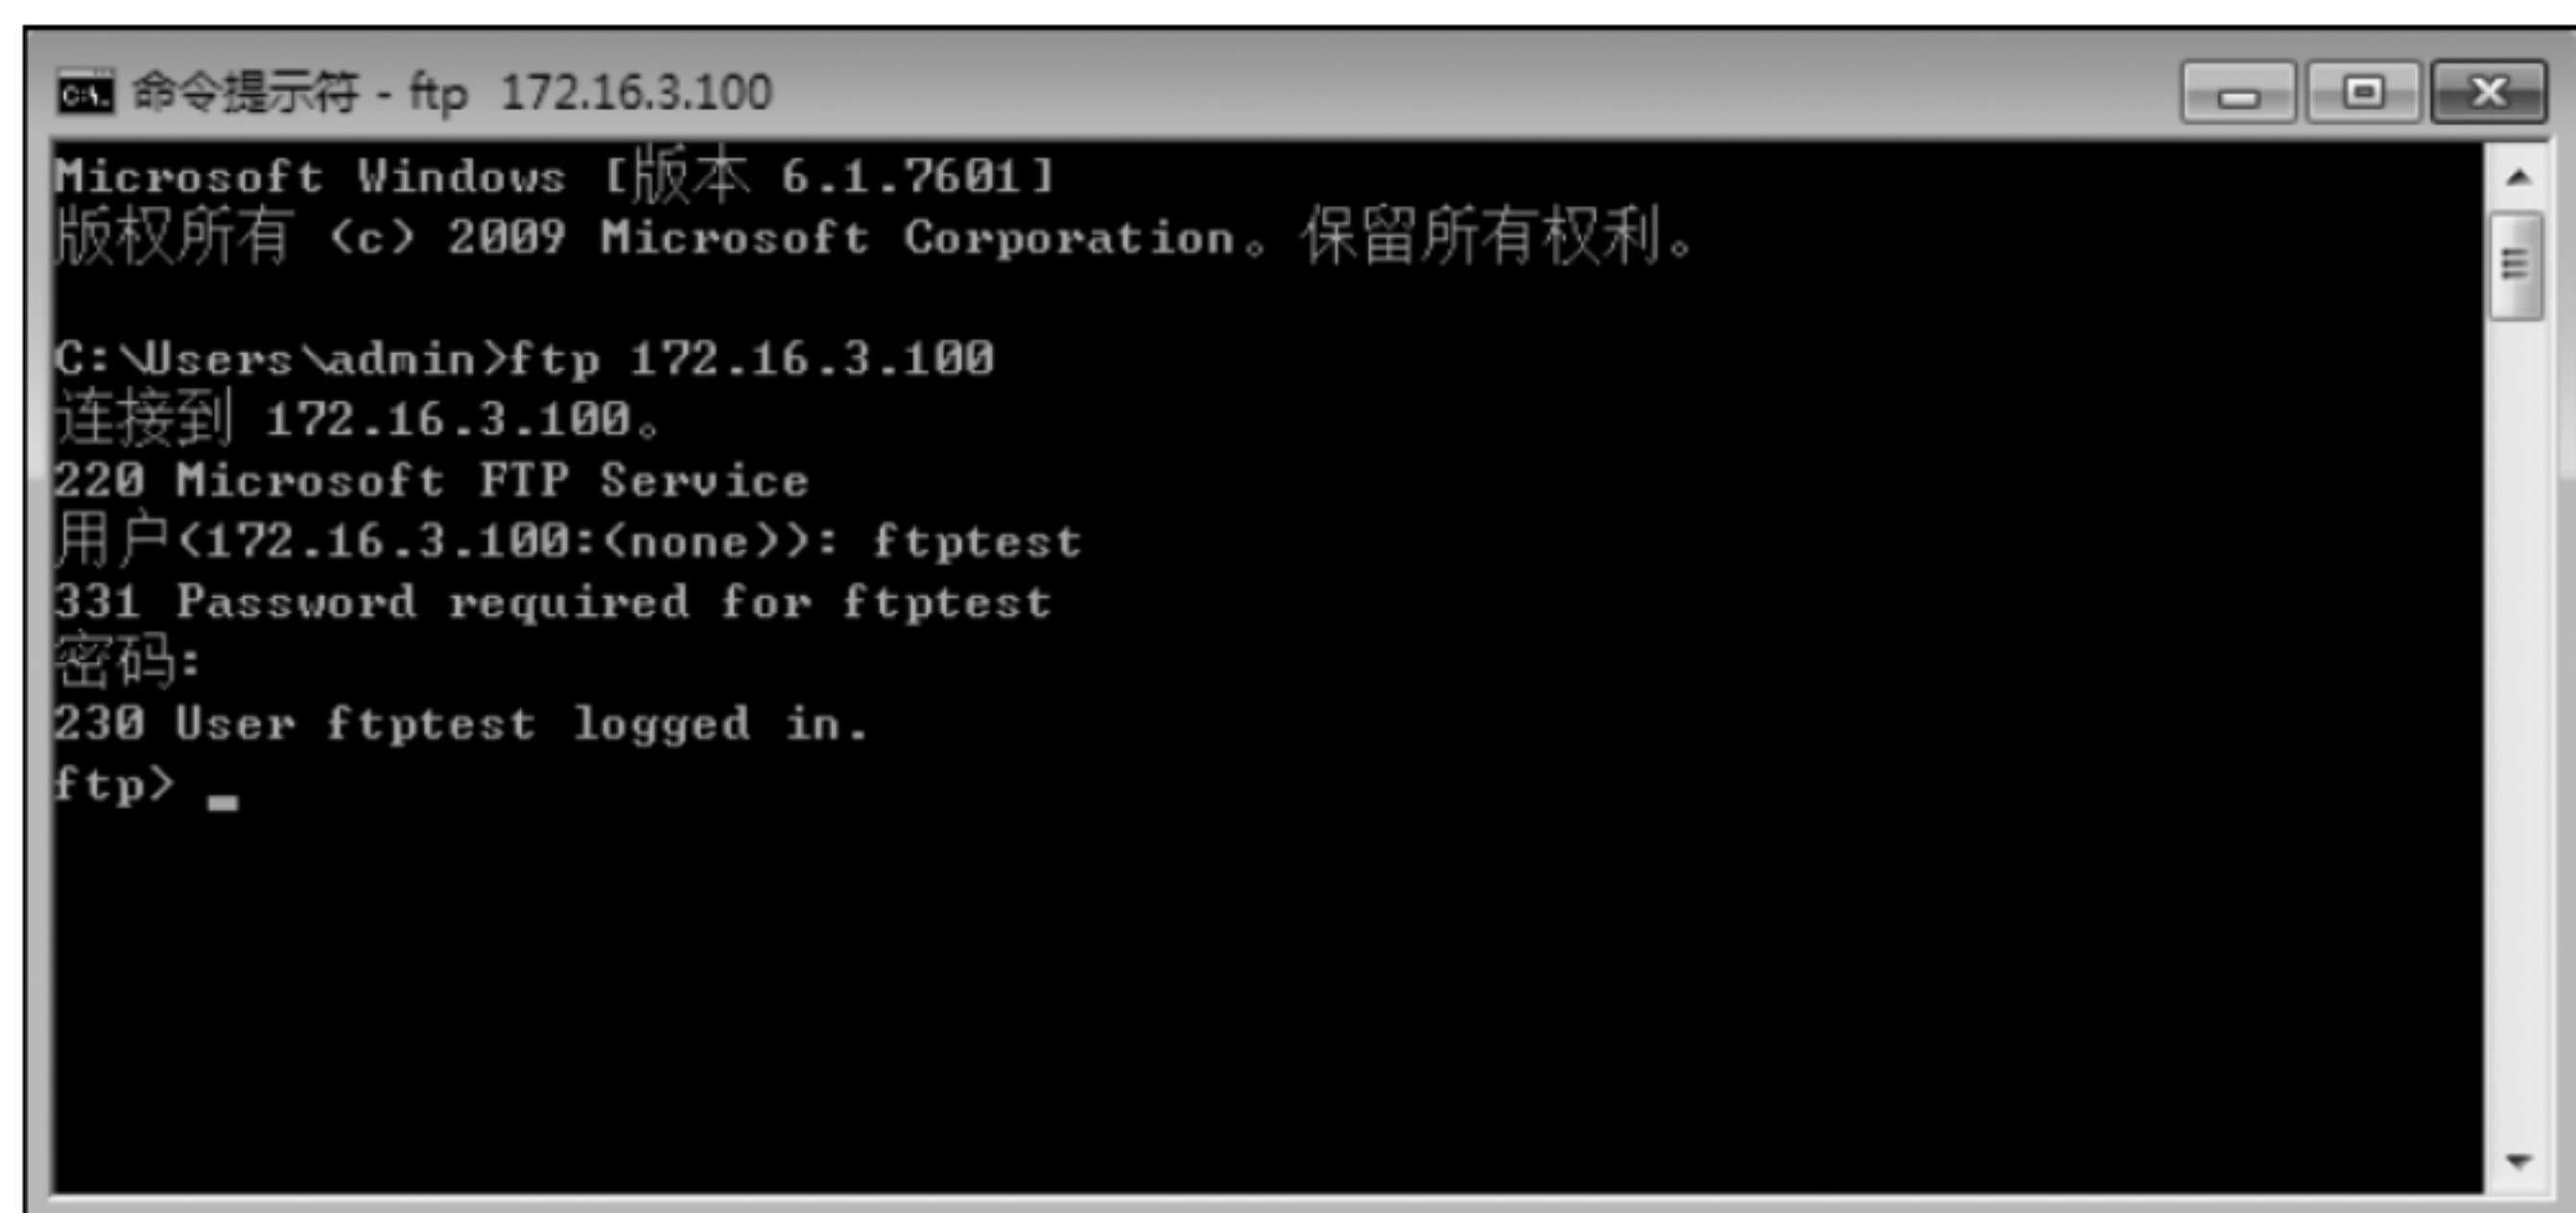 命令提示符 - ftp 172.16.3.100
Microsoft Windows [版本 6.1.7601]
版权所有 (c) 2009 Microsoft Corporation。保留所有权利。
C:\Users\admin>ftp 172.16.3.100
连接到 172.16.3.100。
220 Microsoft FTP Service
用户(172.16.3.100:(none)): ftptest
331 Password required for ftptest
密码:
230 User ftptest logged in.
ftp>